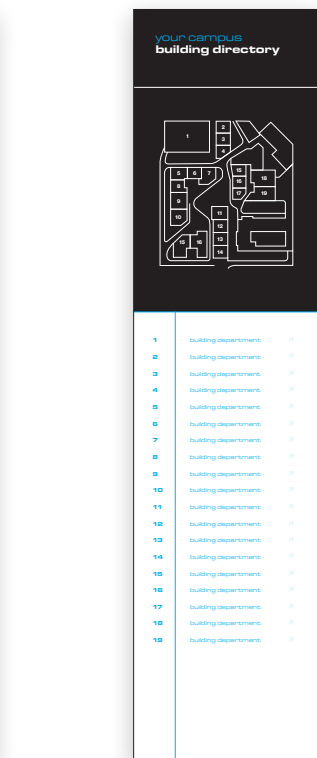 your campus
building directory
1
2
3
4
5 6 7
8
9
10
15 16
11
12
13
14
15
16
17
18
19
1 building department
2 building department
3 building department
4 building department
5 building department
6 building department
7 building department
8 building department
9 building department
10 building department
11 building department
12 building department
13 building department
14 building department
15 building department
16 building department
17 building department
18 building department
19 building department